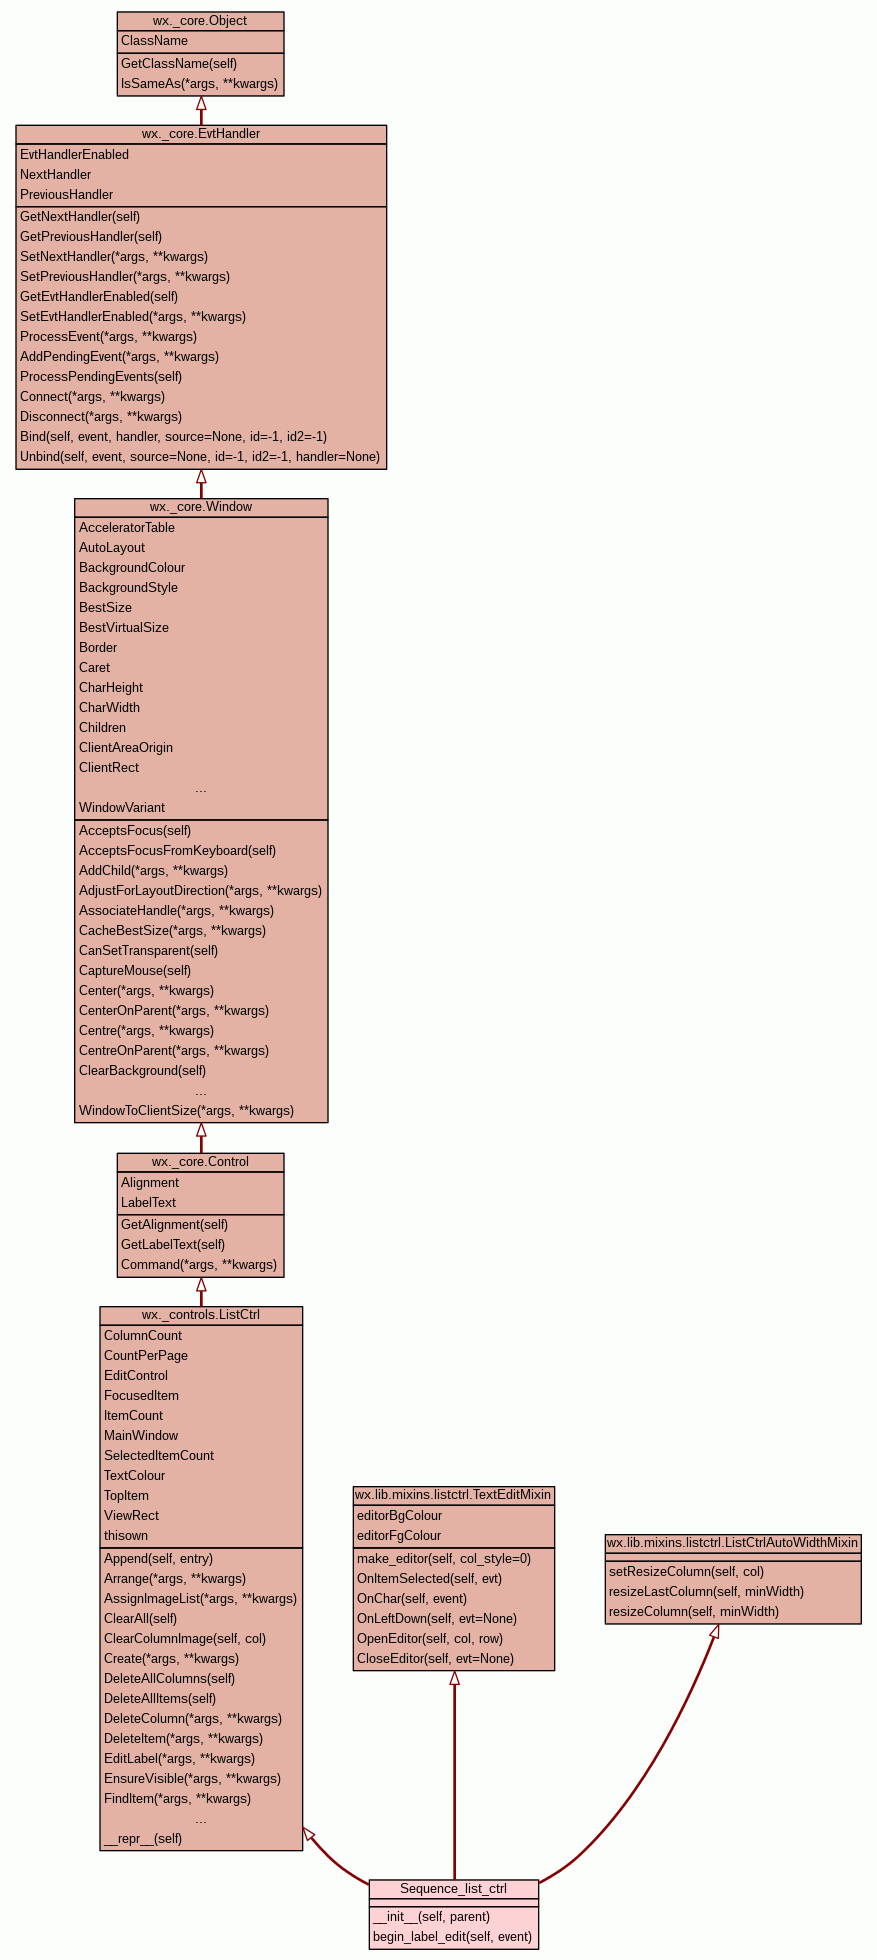 wx._core.Object
ClassName
GetClassName(self)
IsSameAs(*args, **kwargs)
wx._core.EvtHandler
EvtHandlerEnabled
NextHandler
PreviousHandler
GetNextHandler(self)
GetPreviousHandler(self)
SetNextHandler(*args, **kwargs)
SetPreviousHandler(*args, **kwargs)
GetEvtHandlerEnabled(self)
SetEvtHandlerEnabled(*args, **kwargs)
ProcessEvent(*args, **kwargs)
AddPendingEvent(*args, **kwargs)
ProcessPendingEvents(self)
Connect(*args, **kwargs)
Disconnect(*args, **kwargs)
Bind(self, event, handler, source=None, id=-1, id2=-1)
Unbind(self, event, source=None, id=-1, id2=-1, handler=None)
wx._core.Window
AcceleratorTable
AutoLayout
BackgroundColour
BackgroundStyle
BestSize
BestVirtualSize
Border
Caret
CharHeight
CharWidth
Children
ClientAreaOrigin
ClientRect
...
WindowVariant
AcceptsFocus(self)
AcceptsFocusFromKeyboard(self)
AddChild(*args, **kwargs)
AdjustForLayoutDirection(*args, **kwargs)
AssociateHandle(*args, **kwargs)
CacheBestSize(*args, **kwargs)
CanSetTransparent(self)
CaptureMouse(self)
Center(*args, **kwargs)
CenterOnParent(*args, **kwargs)
Centre(*args, **kwargs)
CentreOnParent(*args, **kwargs)
ClearBackground(self)
...
WindowToClientSize(*args, **kwargs)
wx._core.Control
Alignment
LabelText
GetAlignment(self)
GetLabelText(self)
Command(*args, **kwargs)
wx._controls.ListCtrl
ColumnCount
CountPerPage
EditControl
FocusedItem
ItemCount
MainWindow
SelectedItemCount
TextColour
TopItem
ViewRect
thisown
Append(self, entry)
Arrange(*args, **kwargs)
AssignImageList(*args, **kwargs)
ClearAll(self)
ClearColumnImage(self, col)
Create(*args, **kwargs)
DeleteAllColumns(self)
DeleteAllItems(self)
DeleteColumn(*args, **kwargs)
DeleteItem(*args, **kwargs)
EditLabel(*args, **kwargs)
EnsureVisible(*args, **kwargs)
FindItem(*args, **kwargs)
...
__repr__(self)
wx.lib.mixins.listctrl.TextEditMixin
editorBgColour
editorFgColour
make_editor(self, col_style=0)
OnItemSelected(self, evt)
OnChar(self, event)
OnLeftDown(self, evt=None)
OpenEditor(self, col, row)
CloseEditor(self, evt=None)
wx.lib.mixins.listctrl.ListCtrlAutoWidthMixin
setResizeColumn(self, col)
resizeLastColumn(self, minWidth)
resizeColumn(self, minWidth)
Sequence_list_ctrl
__init__(self, parent)
begin_label_edit(self, event)